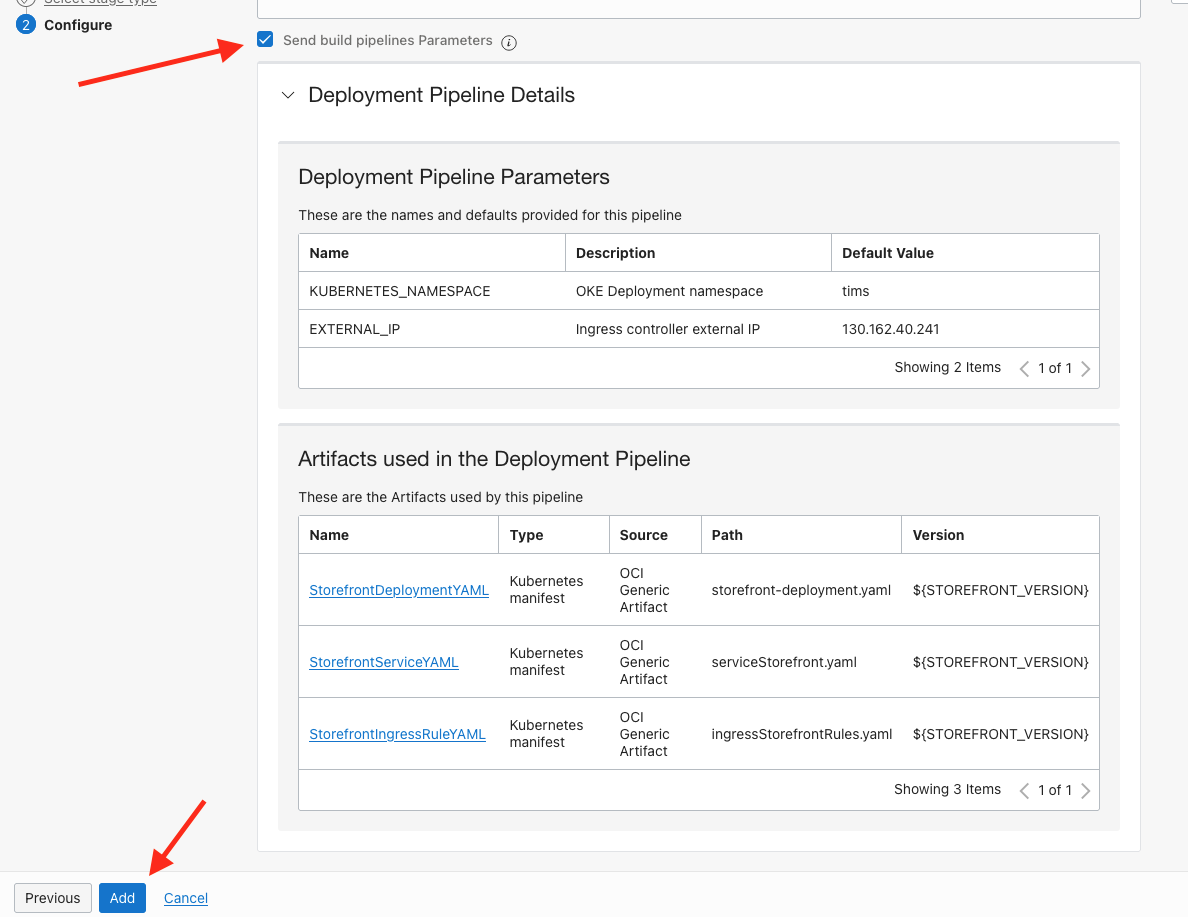 Select stage type
2 Configure
Send build pipelines Parameters i
Deployment Pipeline Details
Deployment Pipeline Parameters
These are the names and defaults provided for this pipeline
Name Description Default Value
KUBERNETES_NAMESPACE OKE Deployment namespace tims
EXTERNAL_IP Ingress controller external IP 130.162.40.241
Showing 2 Items 1 of 1
Artifacts used in the Deployment Pipeline
These are the Artifacts used by this pipeline
Name Type Source Path Version
StorefrontDeploymentYAML Kubernetes manifest OCI Generic Artifact storefront-deployment.yaml ${STOREFRONT_VERSION}
StorefrontServiceYAML Kubernetes manifest OCI Generic Artifact serviceStorefront.yaml ${STOREFRONT_VERSION}
StorefrontIngressRuleYAML Kubernetes manifest OCI Generic Artifact ingressStorefrontRules.yaml ${STOREFRONT_VERSION}
Showing 3 Items 1 of 1
Previous Add Cancel